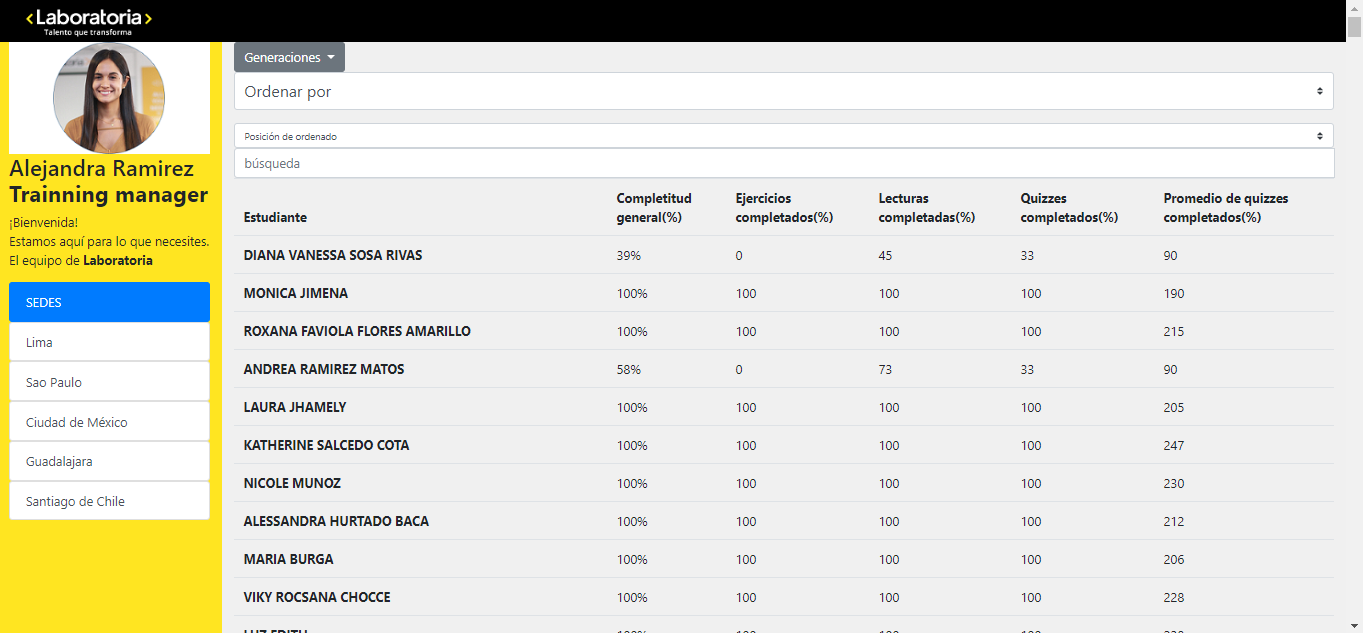 <Laboratoria>
Talento que transforma
Alejandra Ramirez
Trainning manager
¡Bienvenida!
Estamos aquí para lo que necesites.
El equipo de Laboratoria
SEDES
Lima
Sao Paulo
Ciudad de México
Guadalajara
Santiago de Chile
Generaciones
Ordenar por
Posición de ordenado
búsqueda
Estudiante Completitud general(%) Ejercicios completados(%) Lecturas completadas(%) Quizzes completados(%) Promedio de quizzes completados(%)
DIANA VANESSA SOSA RIVAS 39% 0 45 33 90
MONICA JIMENA 100% 100 100 100 190
ROXANA FAVIOLA FLORES AMARILLO 100% 100 100 100 215
ANDREA RAMIREZ MATOS 58% 0 73 33 90
LAURA JHAMELY 100% 100 100 100 205
KATHERINE SALCEDO COTA 100% 100 100 100 247
NICOLE MUNOZ 100% 100 100 100 230
ALESSANDRA HURTADO BACA 100% 100 100 100 212
MARIA BURGA 100% 100 100 100 206
VIKY ROCSANA CHOCCE 100% 100 100 100 228